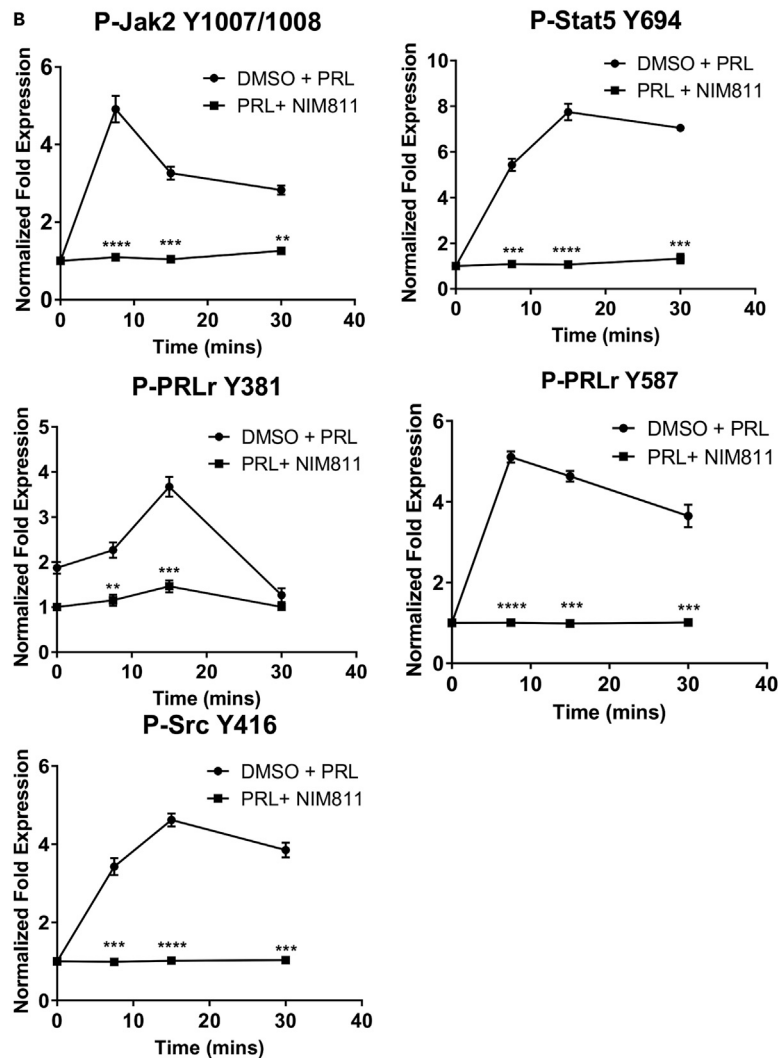 B
P-Jak2 Y1007/1008
Normalized Fold Expression
6
4
2
0
DMSO + PRL
PRL+ NIM811
****
***
**
0
10
20
30
40
Time (mins)
P-Stat5 Y694
Normalized Fold Expression
10
8
6
4
2
0
DMSO + PRL
PRL + NIM811
***
****
***
0
10
20
30
40
Time (mins)
P-PRLr Y381
Normalized Fold Expression
5
4
3
2
1
0
DMSO + PRL
PRL+ NIM811
**
***
0
10
20
30
40
Time (mins)
P-PRLr Y587
Normalized Fold Expression
6
4
2
0
DMSO + PRL
PRL+ NIM811
****
***
***
0
10
20
30
40
Time (mins)
P-Src Y416
Normalized Fold Expression
6
4
2
0
DMSO + PRL
PRL+ NIM811
***
****
***
0
10
20
30
40
Time (mins)